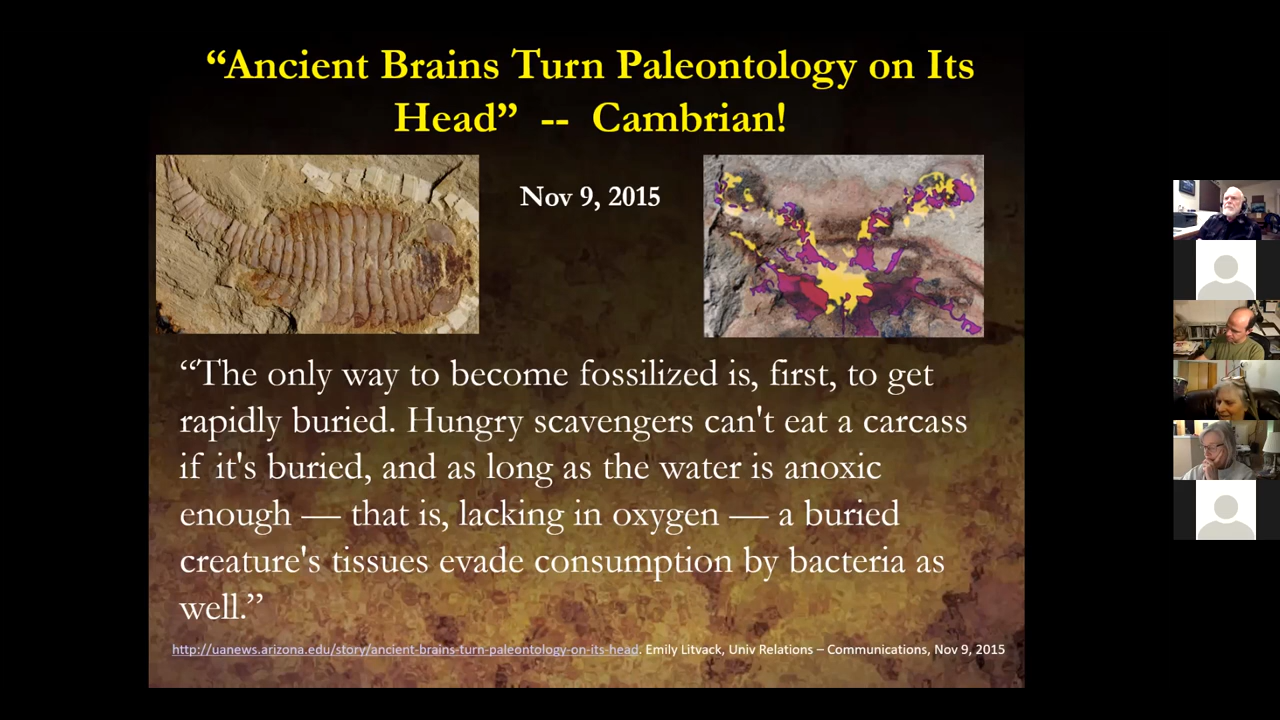 “Ancient Brains Turn Paleontology on Its
Head” -- Cambrian!
Nov 9, 2015
“The only way to become fossilized is, first, to get
rapidly buried. Hungry scavengers can't eat a carcass
if it's buried, and as long as the water is anoxic
enough — that is, lacking in oxygen — a buried
creature's tissues evade consumption by bacteria as
well.”
http://uanews.arizona.edu/story/ancient-brains-turn-paleontology-on-its-head. Emily Litvack, Univ Relations – Communications, Nov 9, 2015